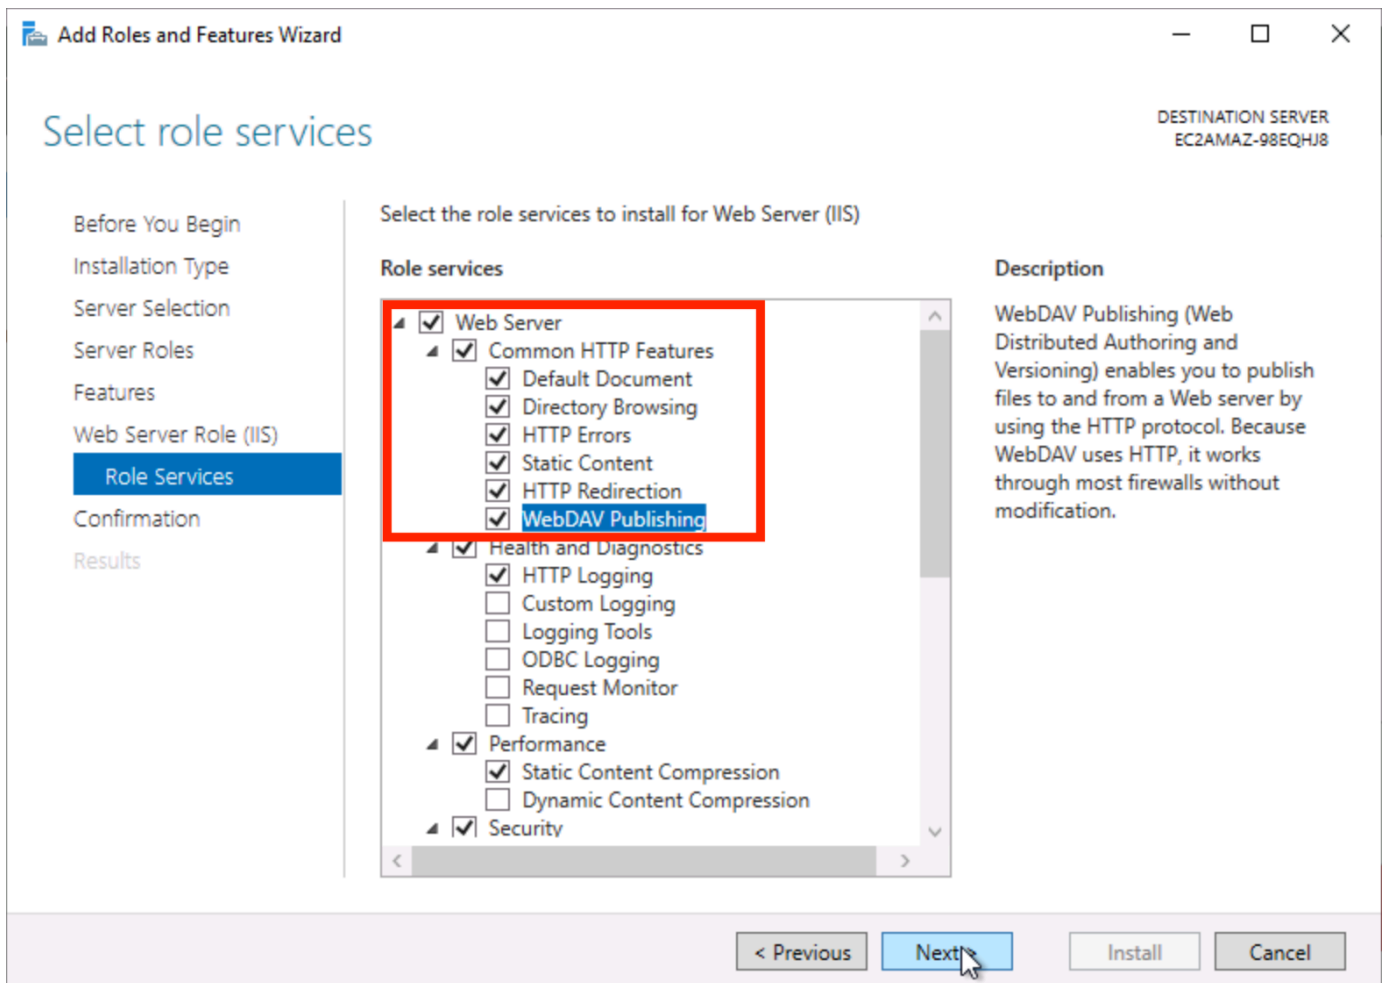 Add Roles and Features Wizard
Select role services
DESTINATION SERVER
EC2AMAZ-98EQHJ8
Before You Begin
Installation Type
Server Selection
Server Roles
Features
Web Server Role (IIS)
Role Services
Confirmation
Results
Select the role services to install for Web Server (IIS)
Role services
Web Server
Common HTTP Features
Default Document
Directory Browsing
HTTP Errors
Static Content
HTTP Redirection
WebDAV Publishing
Health and Diagnostics
HTTP Logging
Custom Logging
Logging Tools
ODBC Logging
Request Monitor
Tracing
Performance
Static Content Compression
Dynamic Content Compression
Security
Description
WebDAV Publishing (Web
Distributed Authoring and
Versioning) enables you to publish
files to and from a Web server by
using the HTTP protocol. Because
WebDAV uses HTTP, it works
through most firewalls without
modification.
< Previous
Next >
Install
Cancel